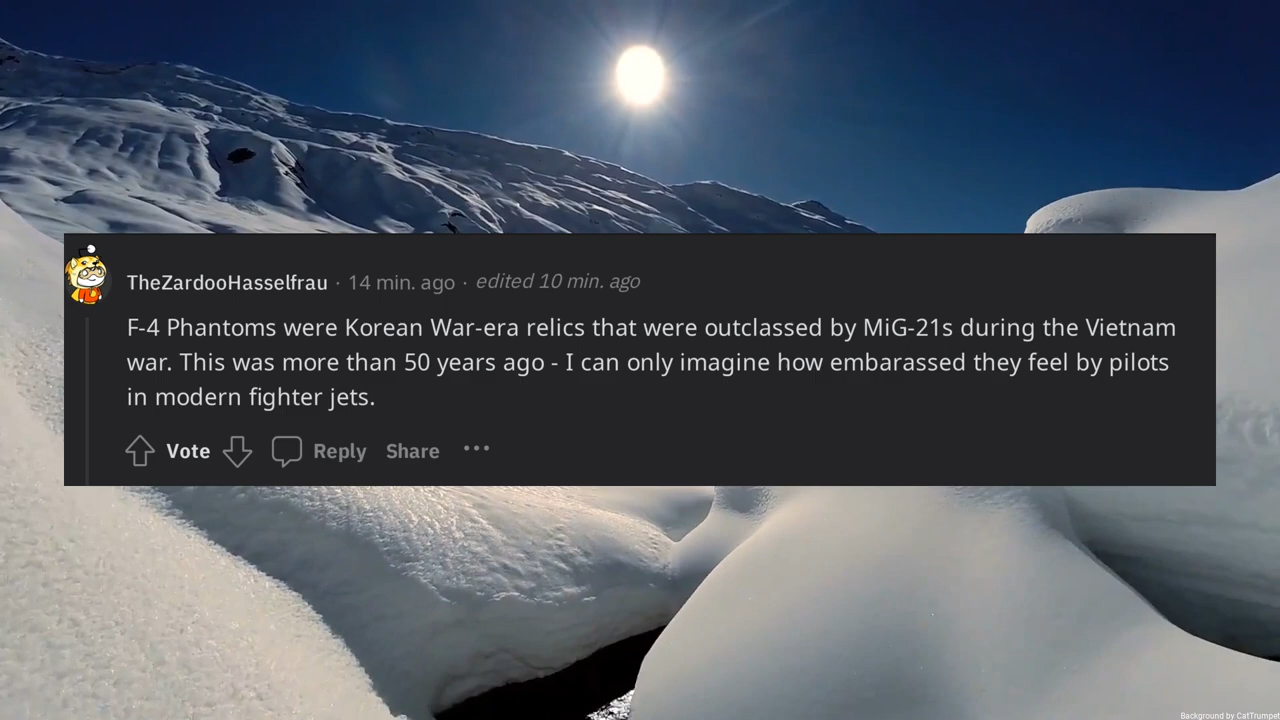 TheZardooHasselfrau · 14 min. ago · edited 10 min. ago
F-4 Phantoms were Korean War-era relics that were outclassed by MiG-21s during the Vietnam
war. This was more than 50 years ago - I can only imagine how embarassed they feel by pilots
in modern fighter jets.
Vote Reply Share ···
Background by CatTrumpet